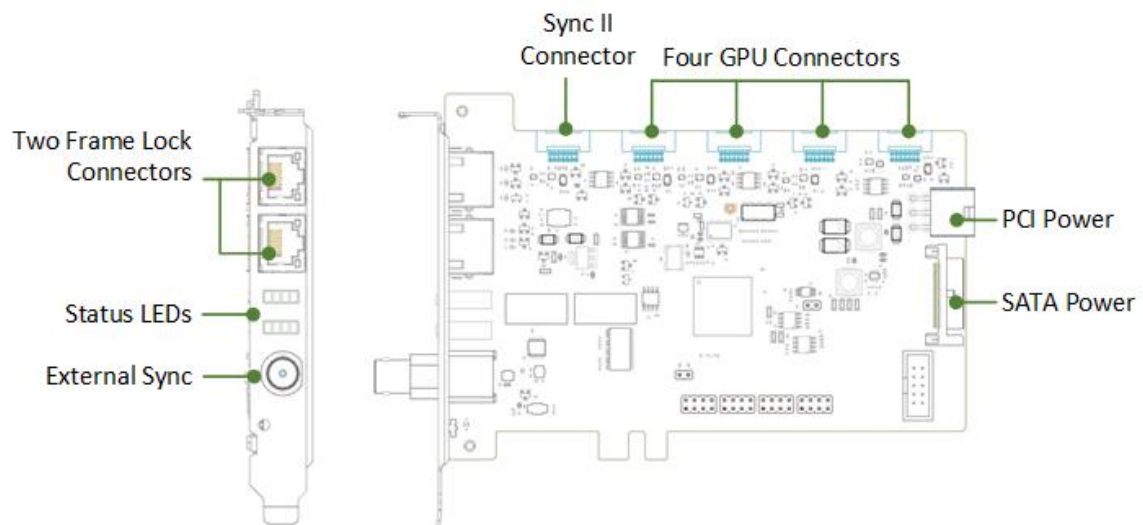 Sync II
Connector
Four GPU Connectors
Two Frame Lock
Connectors
PCI Power
Status LEDs
SATA Power
External Sync